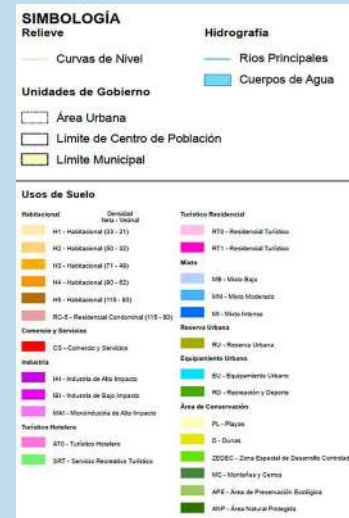 SIMBOLOGÍA
Relieve
Curvas de Nivel
Hidrografía
Rios Principales
Cuerpos de Agua
Unidades de Gobierno
Área Urbana
Límite de Centro de Población
Límite Municipal
Usos de Suelo
Habitacional
Densidad
Neta - Vec/viv
H1 - Habitacional (33 - 21)
H2 - Habitacional (50 - 32)
H3 - Habitacional (71 - 49)
H4 - Habitacional (90 - 62)
H5 - Habitacional (115 - 80)
RC-5 - Residencial Condominal (115 - 80)
Comercio y Servicios
CS - Comercio y Servicios
Industria
IAI - Industria de Alto Impacto
IBI - Industria de Bajo Impacto
MAI - Microindustria de Alto Impacto
Turístico Hotelero
ATO - Turístico Hotelero
SRT - Servicio Recreativo Turístico
Turístico Residencial
RT0 - Residencial Turístico
RT1 - Residencial Turístico
Mixto
MB - Mixto Bajo
MM - Mixto Moderado
MI - Mixto Intenso
Reserva Urbana
RU - Reserva Urbana
Equipamiento Urbano
EU - Equipamiento Urbano
RD - Recreación y Deporte
Área de Conservación
PL - Playas
D - Dunas
ZEDEC - Zona Especial de Desarrollo Controlad
MC - Montañas y Cerros
APE - Área de Preservación Ecológica
ANP - Área Natural Protegida